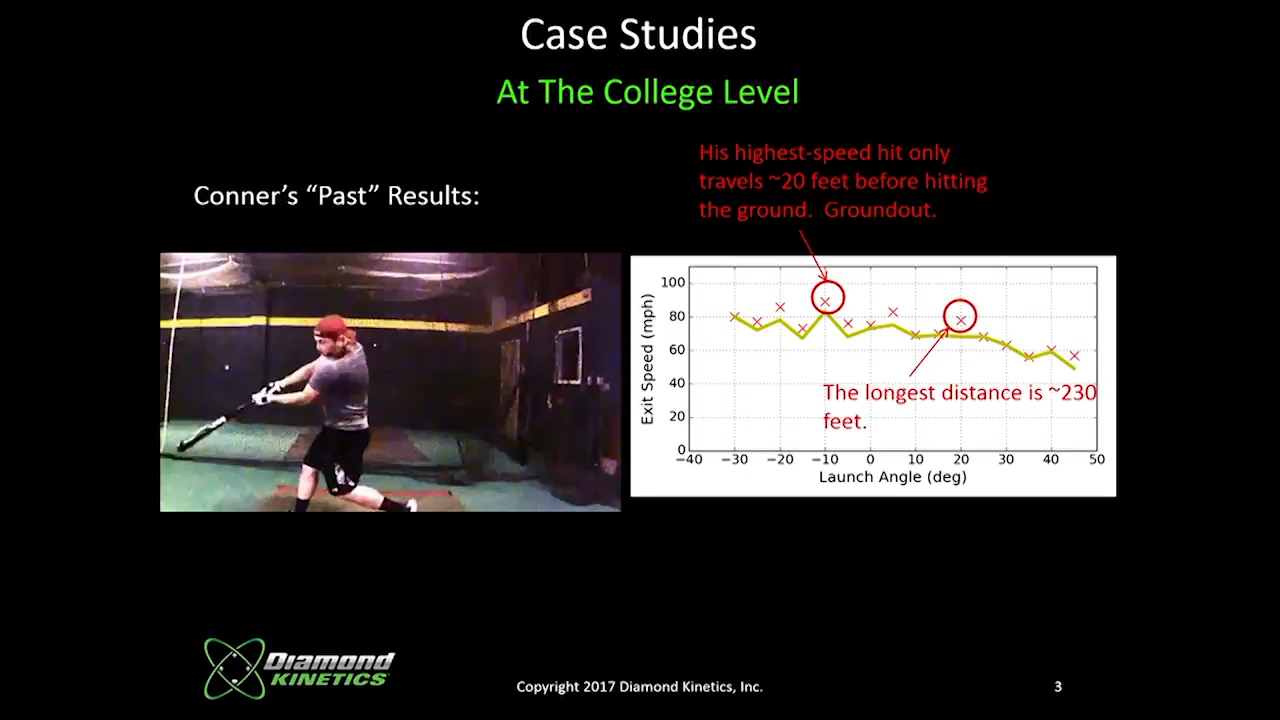 Case Studies
At The College Level
His highest-speed hit only
travels ~20 feet before hitting
the ground. Groundout.
Conner’s “Past” Results:
100
80
60
40
20
0
Exit Speed (mph)
The longest distance is ~230
feet.
−40 −30 −20 −10 0 10 20 30 40 50
Launch Angle (deg)
Diamond
KINETICS
Copyright 2017 Diamond Kinetics, Inc.
3